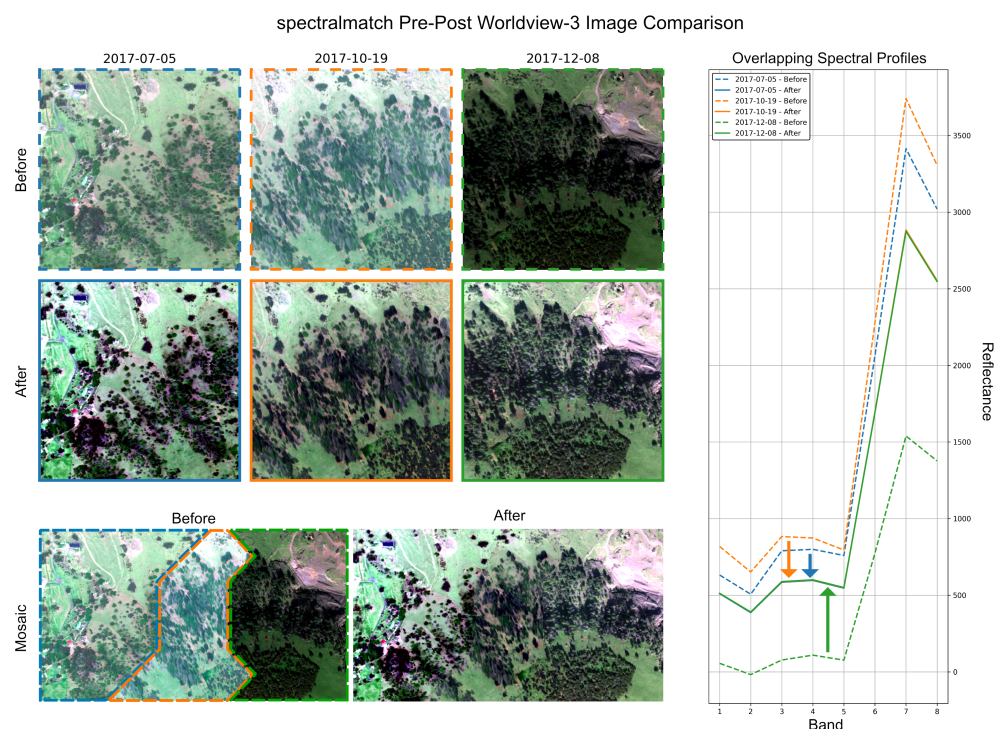 spectralmatch Pre-Post Worldview-3 Image Comparison
2017-07-05
2017-10-19
2017-12-08
Before
After
Before
After
Mosaic
Overlapping Spectral Profiles
2017-07-05 - Before
2017-07-05 - After
2017-10-19 - Before
2017-10-19 - After
2017-12-08 - Before
2017-12-08 - After
3500
3000
2500
2000
1500
1000
500
0
Reflectance
1 2 3 4 5 6 7 8
Band